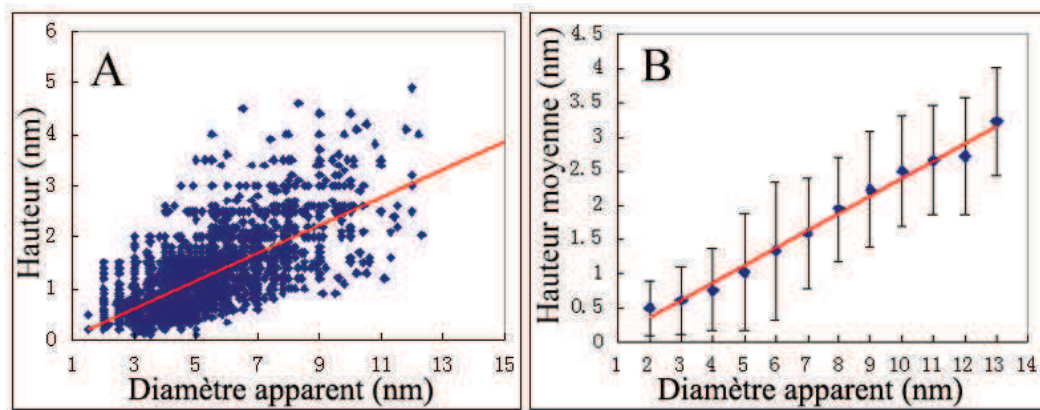 A
Hauteur (nm)
6
5
4
3
2
1
0
1 3 5 7 9 11 13 15
Diamètre apparent (nm)
B
Hauteur moyenne (nm)
4.5
4
3.5
3
2.5
2
1.5
1
0.5
0
1 2 3 4 5 6 7 8 9 10 11 12 13 14
Diamètre apparent (nm)